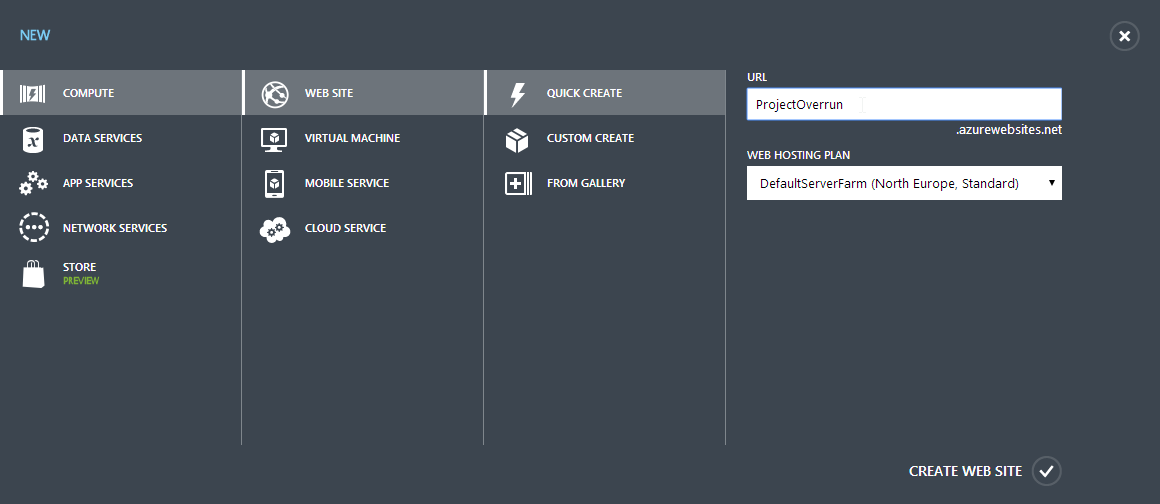 NEW
COMPUTE
DATA SERVICES
APP SERVICES
NETWORK SERVICES
STORE
PREVIEW
WEB SITE
VIRTUAL MACHINE
MOBILE SERVICE
CLOUD SERVICE
QUICK CREATE
CUSTOM CREATE
FROM GALLERY
URL
ProjectOverrun
.azurewebsites.net
WEB HOSTING PLAN
DefaultServerFarm (North Europe, Standard)
CREATE WEB SITE